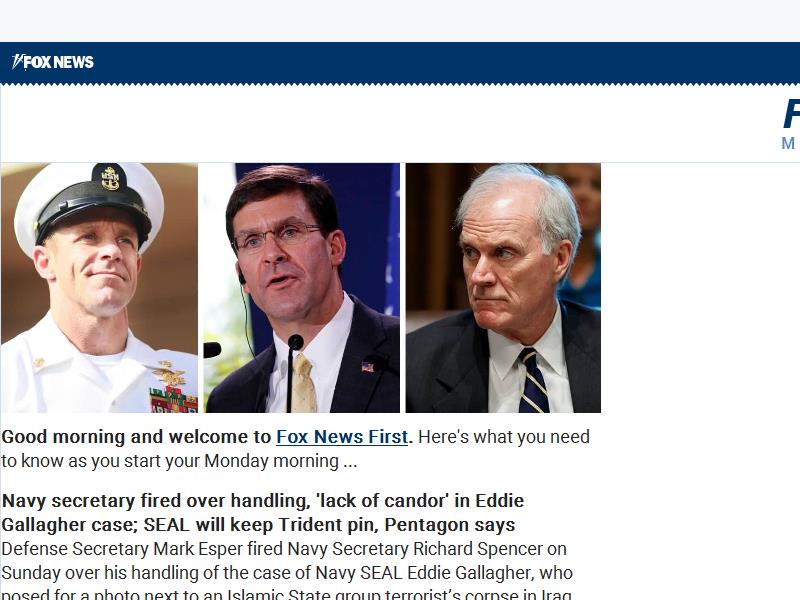 FOX NEWS
F
M
Good morning and welcome to Fox News First. Here's what you need
to know as you start your Monday morning ...
Navy secretary fired over handling, 'lack of candor' in Eddie
Gallagher case; SEAL will keep Trident pin, Pentagon says
Defense Secretary Mark Esper fired Navy Secretary Richard Spencer on
Sunday over his handling of the case of Navy SEAL Eddie Gallagher, who
posed for a photo next to an Islamic State group terrorist's corpse in Iraq